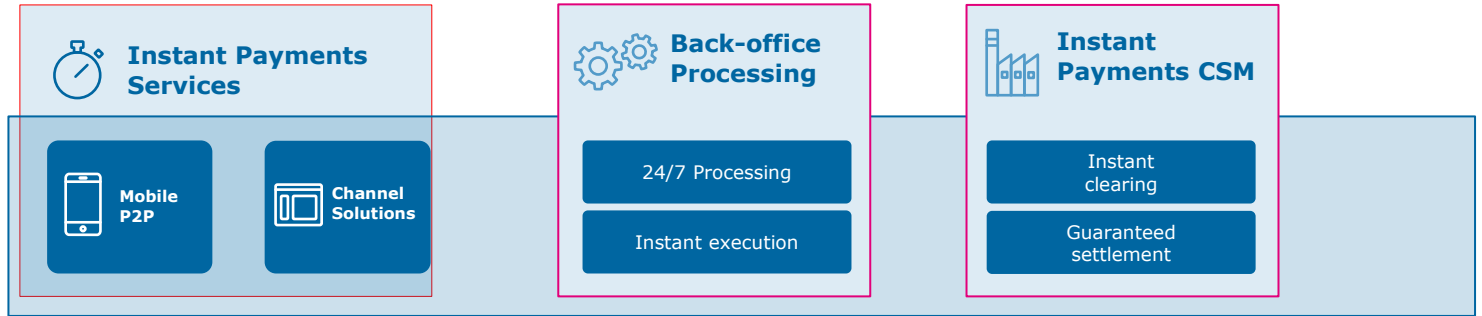 Instant Payments
Services
Mobile
P2P
Channel
Solutions
Back-office
Processing
24/7 Processing
Instant execution
Instant
Payments CSM
Instant
clearing
Guaranteed
settlement